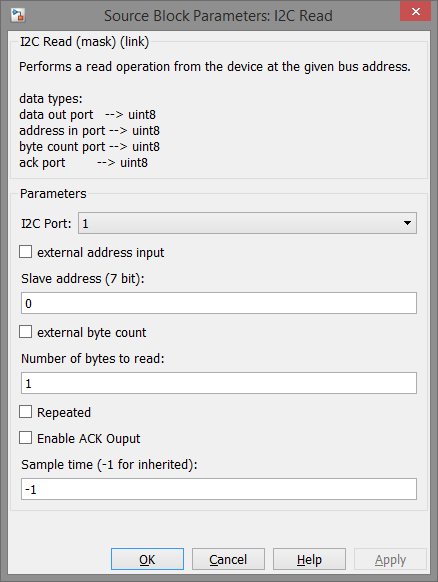 Source Block Parameters: I2C Read
I2C Read (mask) (link)
Performs a read operation from the device at the given bus address.
data types:
data out port --> uint8
address in port --> uint8
byte count port --> uint8
ack port --> uint8
Parameters
I2C Port: 1
external address input
Slave address (7 bit):
0
external byte count
Number of bytes to read:
1
Repeated
Enable ACK Ouput
Sample time (-1 for inherited):
-1
OK Cancel Help Apply